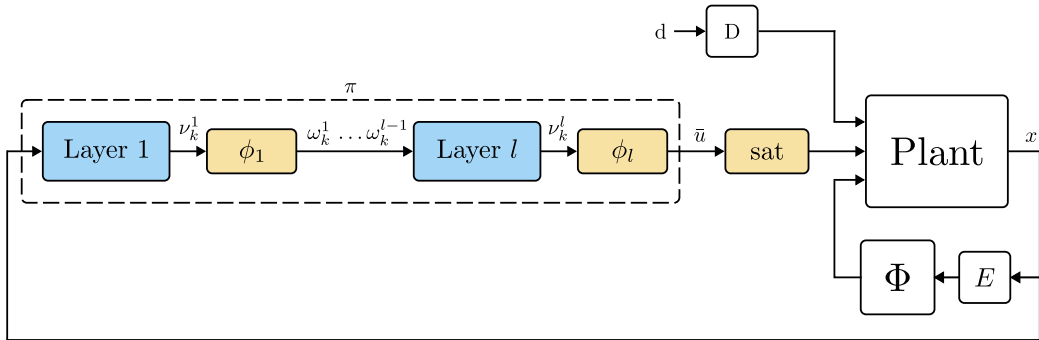 d D
π
Layer 1 ν_k^1 ϕ_1 ω_k^1 … ω_k^{l−1} Layer l ν_k^l ϕ_l ū sat Plant x
Φ E